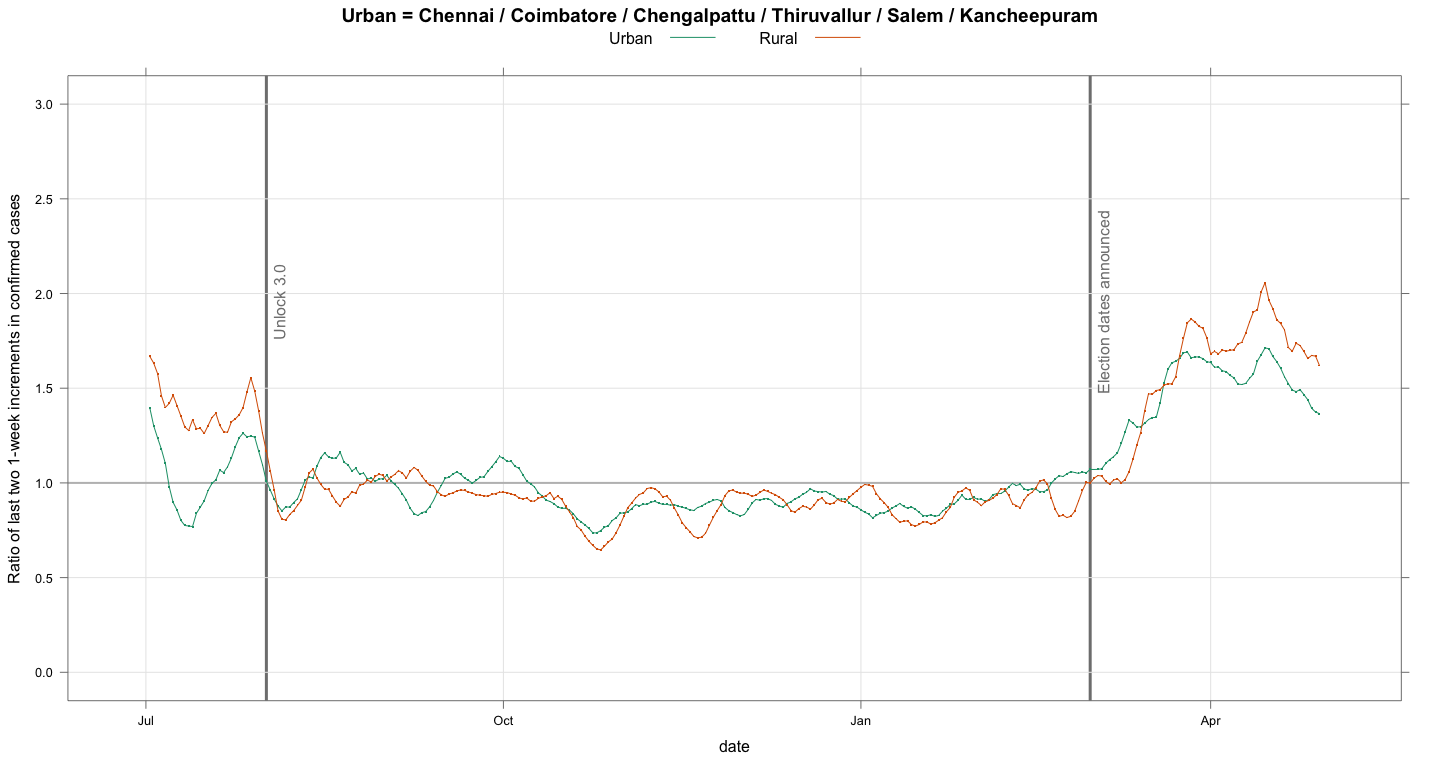 Urban = Chennai / Coimbatore / Chengalpattu / Thiruvallur / Salem / Kancheepuram
Urban
Rural
Ratio of last two 1-week increments in confirmed cases
3.0
2.5
2.0
1.5
1.0
0.5
0.0
Unlock 3.0
Election dates announced
Jul
Oct
Jan
Apr
date